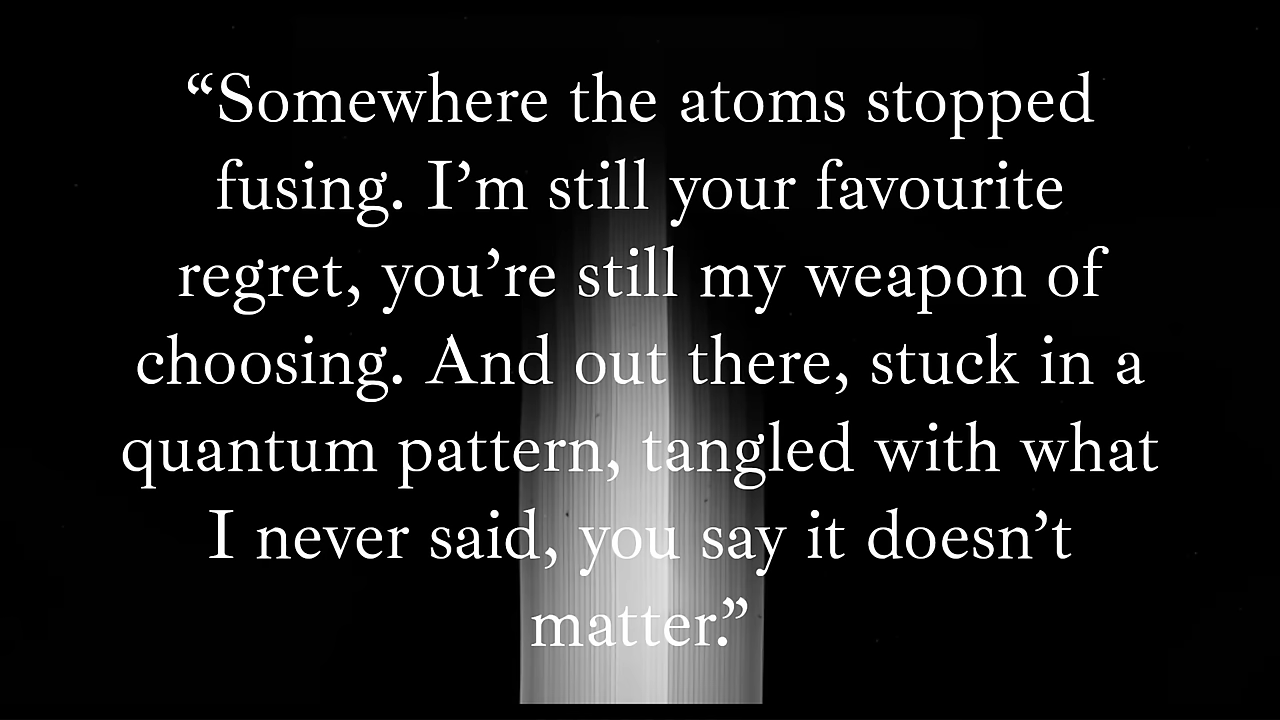 “Somewhere the atoms stopped
fusing. I’m still your favourite
regret, you’re still my weapon of
choosing. And out there, stuck in a
quantum pattern, tangled with what
I never said, you say it doesn’t
matter.”